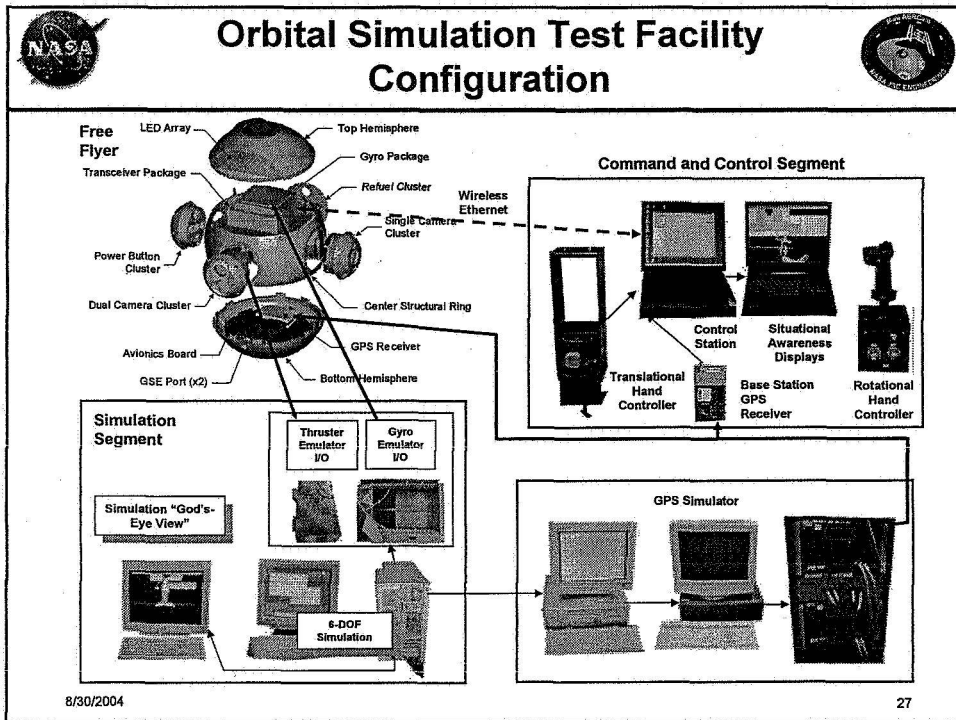 NASA
Orbital Simulation Test Facility
Configuration
Free
Flyer
LED Array
Top Hemisphere
Transceiver Package
Gyro Package
Refuel Cluster
Single Camera
Cluster
Power Button
Cluster
Dual Camera Cluster
Center Structural Ring
Avionics Board
GPS Receiver
GSE Port (x2)
Bottom Hemisphere
Wireless
Ethernet
Command and Control Segment
Control
Station
Situational
Awareness
Displays
Translational
Hand
Controller
Base Station
GPS
Receiver
Rotational
Hand
Controller
Simulation
Segment
Thruster
Emulator
I/O
Gyro
Emulator
I/O
Simulation "God's-
Eye View"
6-DOF
Simulation
GPS Simulator
8/30/2004
27